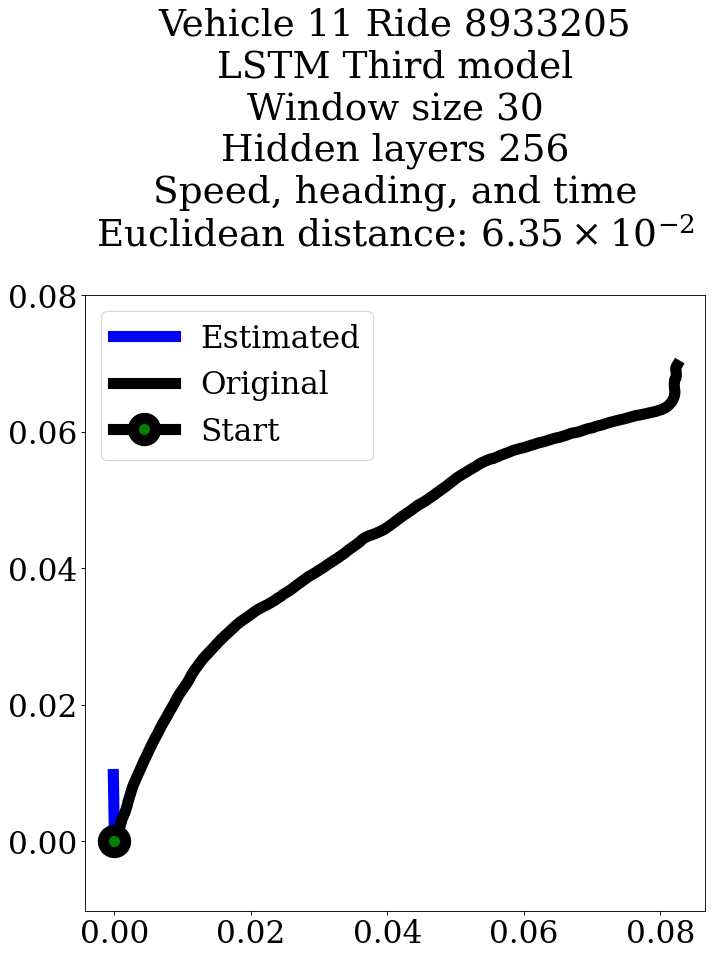 Vehicle 11 Ride 8933205
LSTM Third model
Window size 30
Hidden layers 256
Speed, heading, and time
Euclidean distance: 6.35 × 10⁻²
0.08
Estimated
Original
Start
0.06
0.04
0.02
0.00
0.00 0.02 0.04 0.06 0.08